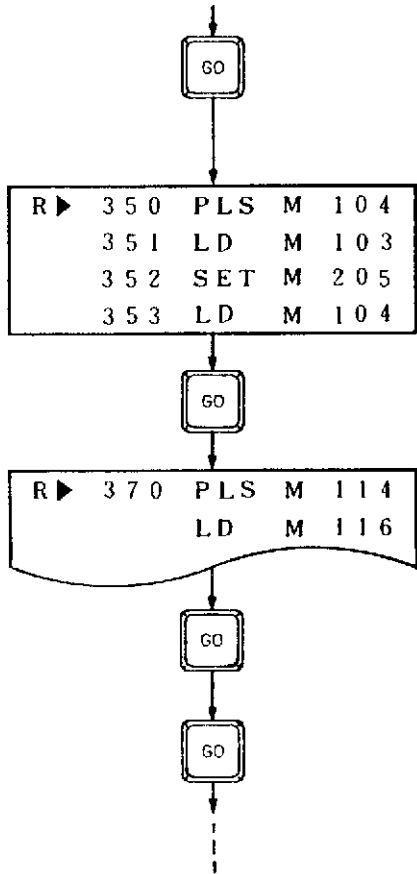 GO
R▶ 350 PLS M 104
351 LD M 103
352 SET M 205
353 LD M 104
GO
R▶ 370 PLS M 114
LD M 116
GO
GO